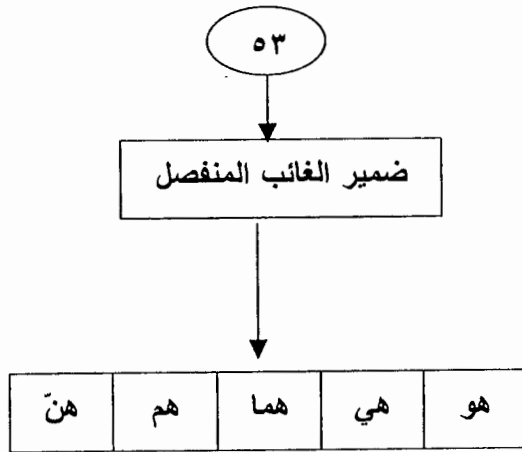 ٥٣
ضمير الغائب المنفصل
هو هي هما هم هنّ